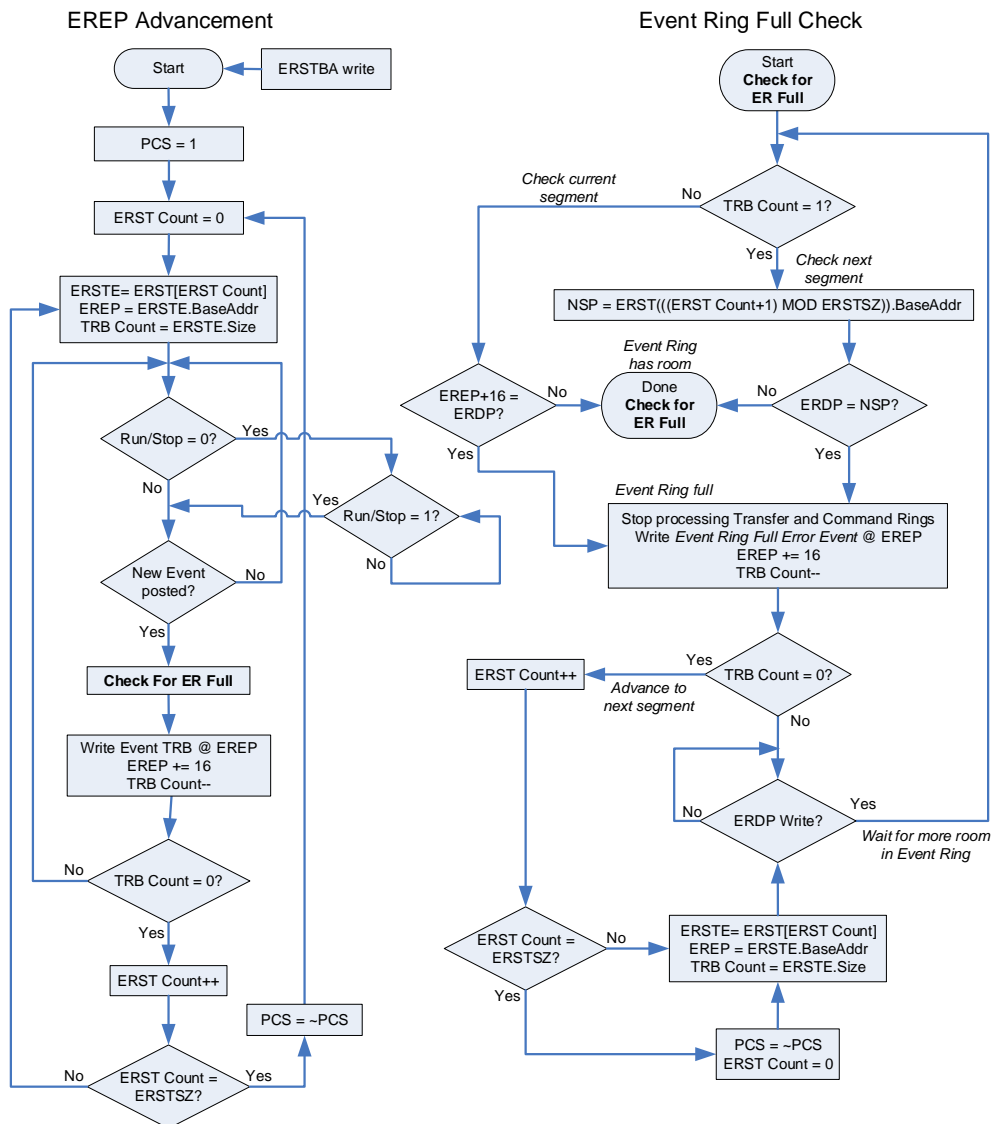 EREP Advancement
Start
ERSTBA write
PCS = 1
ERST Count = 0
ERSTE= ERST[ERST Count]
EREP = ERSTE.BaseAddr
TRB Count = ERSTE.Size
Run/Stop = 0?
Yes
No
Yes
Run/Stop = 1?
No
New Event
posted?
No
Yes
Check For ER Full
Write Event TRB @ EREP
EREP += 16
TRB Count--
No
TRB Count = 0?
Yes
ERST Count++
PCS = ~PCS
No
ERST Count =
ERSTSZ?
Yes
Event Ring Full Check
Start
Check for
ER Full
Check current
segment
No
TRB Count = 1?
Yes
Check next
segment
NSP = ERST(((ERST Count+1) MOD ERSTSZ)).BaseAddr
Event Ring
has room
EREP+16 =
ERDP?
No
Done
Check for
ER Full
No
ERDP = NSP?
Yes
Yes
Event Ring full
Stop processing Transfer and Command Rings
Write Event Ring Full Error Event @ EREP
EREP += 16
TRB Count--
ERST Count++
Yes
TRB Count = 0?
Advance to
next segment
No
No
ERDP Write?
Yes
Wait for more room
in Event Ring
ERST Count =
ERSTSZ?
No
ERSTE= ERST[ERST Count]
EREP = ERSTE.BaseAddr
TRB Count = ERSTE.Size
Yes
PCS = ~PCS
ERST Count = 0